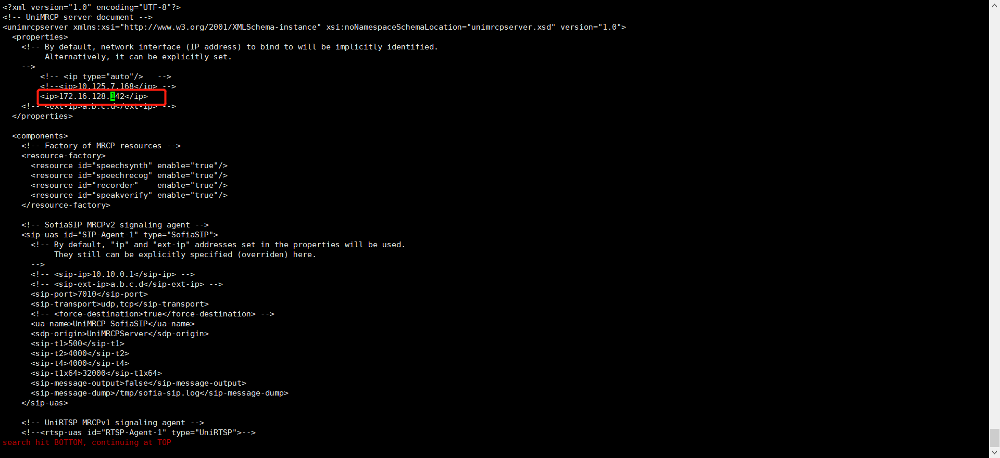 <?xml version="1.0" encoding="UTF-8"?>
<!-- UniMRCP server document -->
<unimrcpserver xmlns:xsi="http://www.w3.org/2001/XMLSchema-instance" xsi:noNamespaceSchemaLocation="unimrcpserver.xsd" version="1.0">
  <properties>
    <!-- By default, network interface (IP address) to bind to will be implicitly identified.
         Alternatively, it can be explicitly set.
    -->
        <!-- <ip type="auto"/>   -->
        <!--<ip>10.125.7.168</ip> -->
        <ip>172.16.128.142</ip>
    <!-- <ext-ip>a.b.c.d</ext-ip> -->
  </properties>

  <components>
    <!-- Factory of MRCP resources -->
    <resource-factory>
      <resource id="speechsynth" enable="true"/>
      <resource id="speechrecog" enable="true"/>
      <resource id="recorder"    enable="true"/>
      <resource id="speakverify" enable="true"/>
    </resource-factory>

    <!-- SofiaSIP MRCPv2 signaling agent -->
    <sip-uas id="SIP-Agent-1" type="SofiaSIP">
      <!-- By default, "ip" and "ext-ip" addresses set in the properties will be used.
           They still can be explicitly specified (overriden) here.
      -->
      <!-- <sip-ip>10.10.0.1</sip-ip> -->
      <!-- <sip-ext-ip>a.b.c.d</sip-ext-ip> -->
      <sip-port>7010</sip-port>
      <sip-transport>udp,tcp</sip-transport>
      <!-- <force-destination>true</force-destination> -->
      <ua-name>UniMRCP SofiaSIP</ua-name>
      <sdp-origin>UniMRCPServer</sdp-origin>
      <sip-t1>500</sip-t1>
      <sip-t2>4000</sip-t2>
      <sip-t4>4000</sip-t4>
      <sip-t1x64>32000</sip-t1x64>
      <sip-message-output>false</sip-message-output>
      <sip-message-dump>/tmp/sofia-sip.log</sip-message-dump>
    </sip-uas>

    <!-- UniRTSP MRCPv1 signaling agent -->
    <!--<rtsp-uas id="RTSP-Agent-1" type="UniRTSP">-->
search hit BOTTOM, continuing at TOP